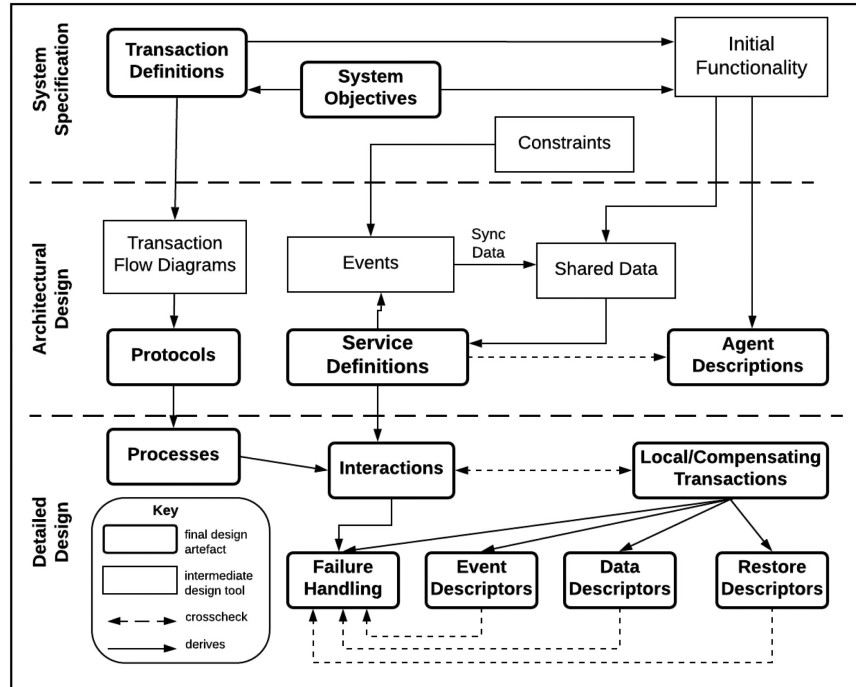 System
Specification
Transaction
Definitions
System
Objectives
Initial
Functionality
Constraints
Architectural
Design
Transaction
Flow Diagrams
Events
Sync
Data
Shared Data
Protocols
Service
Definitions
Agent
Descriptions
Detailed
Design
Processes
Interactions
Local/Compensating
Transactions
Key
final design
artefact
intermediate
design tool
crosscheck
derives
Failure
Handling
Event
Descriptors
Data
Descriptors
Restore
Descriptors